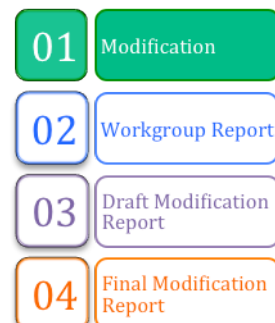 01 Modification
02 Workgroup Report
03 Draft Modification
Report
04 Final Modification
Report